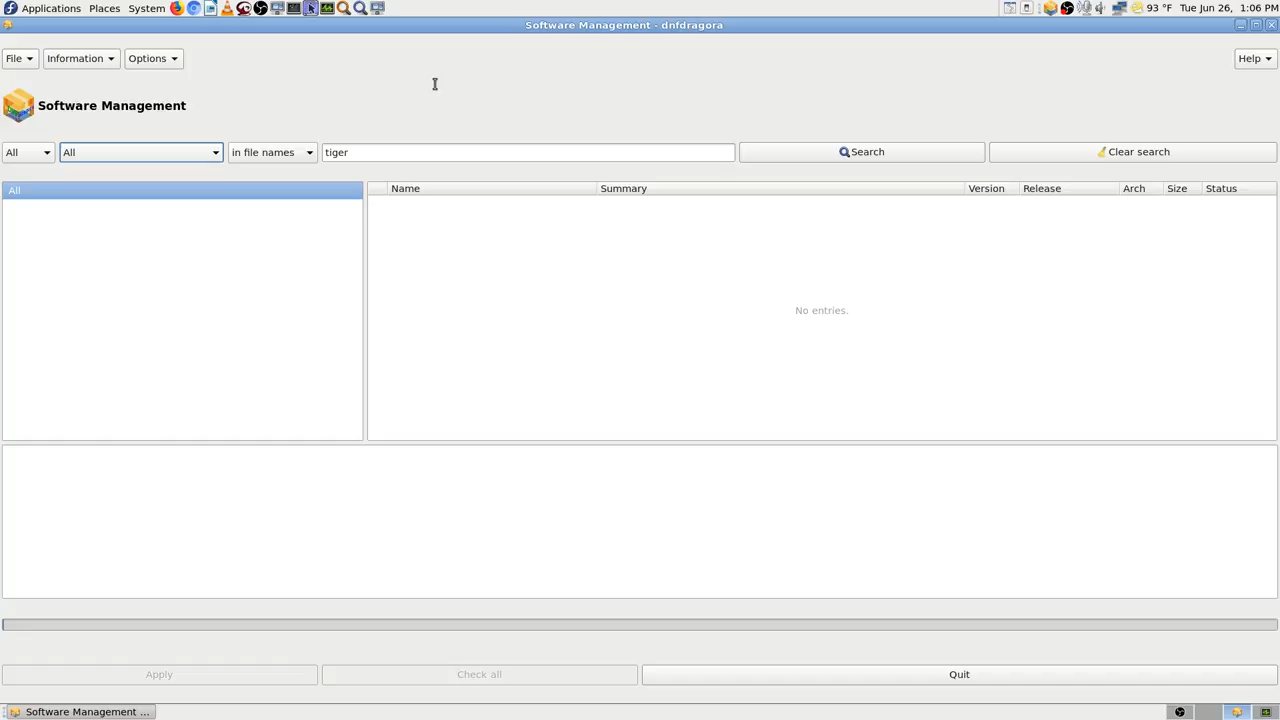 Applications Places System 93 °F Tue Jun 26, 1:06 PM
Software Management - dnfdragora
File Information Options Help
Software Management
All All in file names tiger Search Clear search
All
Name Summary Version Release Arch Size Status
No entries.
Apply Check all Quit
Software Management ...